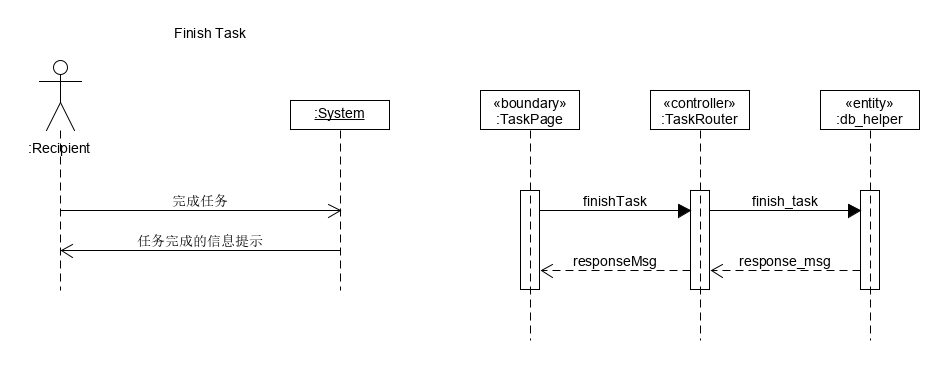 Finish Task
:Recipient
:System
完成任务
任务完成的信息提示
«boundary»
:TaskPage
«controller»
:TaskRouter
«entity»
:db_helper
finishTask
finish_task
responseMsg
response_msg